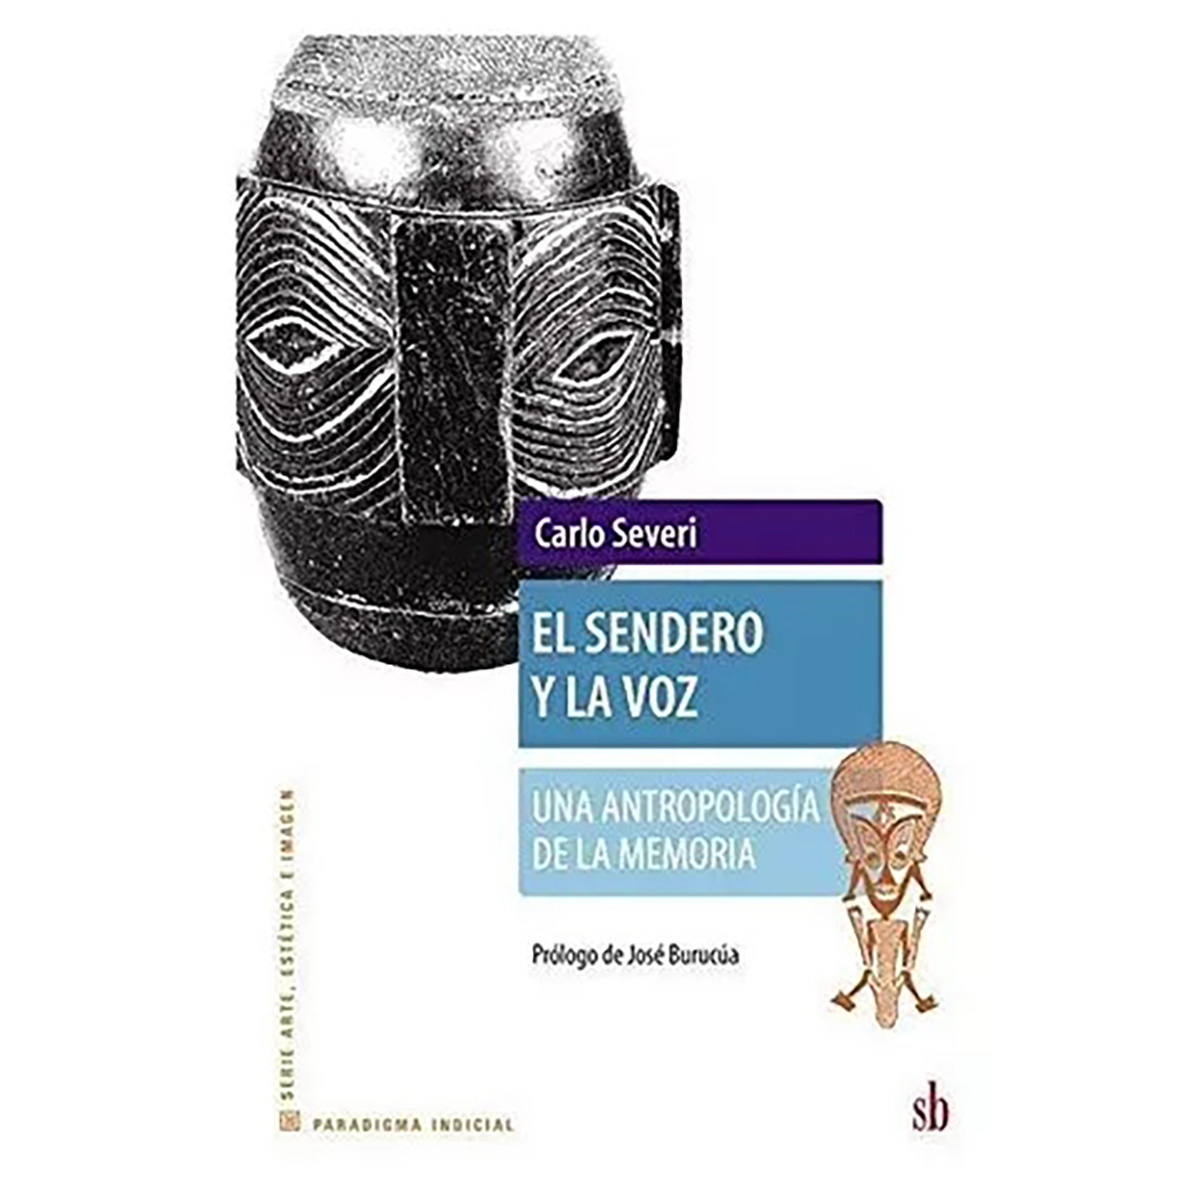 Carlo Severi
EL SENDERO
Y LA VOZ
UNA ANTROPOLOGÍA
DE LA MEMORIA
Prólogo de José Burucúa
SERIE ARTE, ESTÉTICA E IMAGEN
PARADIGMA INDICIAL
sb